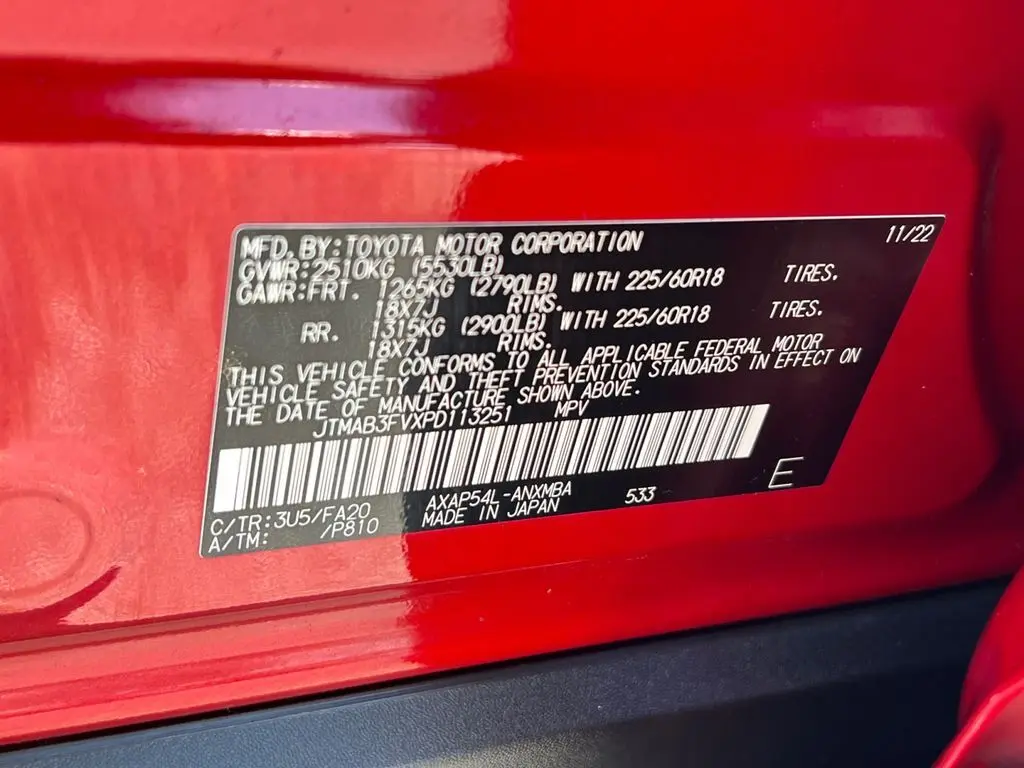 MFD. BY: TOYOTA MOTOR CORPORATION 11/22
GVWR: 2510KG (5530LB)
GAWR: FRT. 1265KG (2790LB) WITH 225/60R18 TIRES.
18X7J RIMS.
RR. 1315KG (2900LB) WITH 225/60R18 TIRES.
18X7J RIMS.
THIS VEHICLE CONFORMS TO ALL APPLICABLE FEDERAL MOTOR
VEHICLE SAFETY AND THEFT PREVENTION STANDARDS IN EFFECT ON
THE DATE OF MANUFACTURE SHOWN ABOVE.
JTMAB3FVXPD113251 MPV
E
C/TR: 3U5/FA20 AXAP54L-ANXMBA 533
A/TM: /P810 MADE IN JAPAN